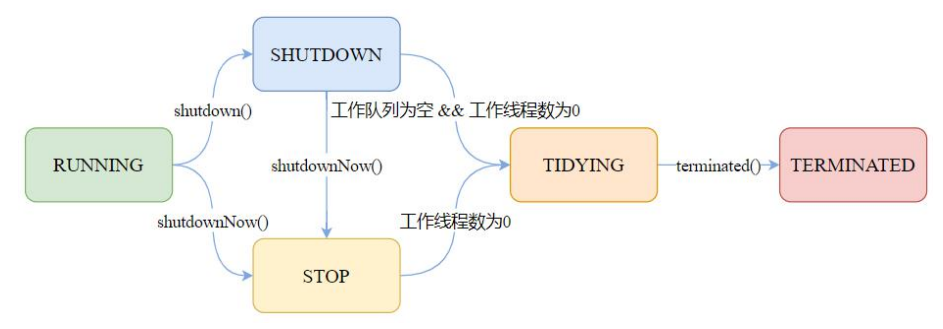 SHUTDOWN
shutdown()
工作队列为空 && 工作线程数为0
RUNNING
shutdownNow()
TIDYING
terminated()
TERMINATED
shutdownNow()
工作线程数为0
STOP